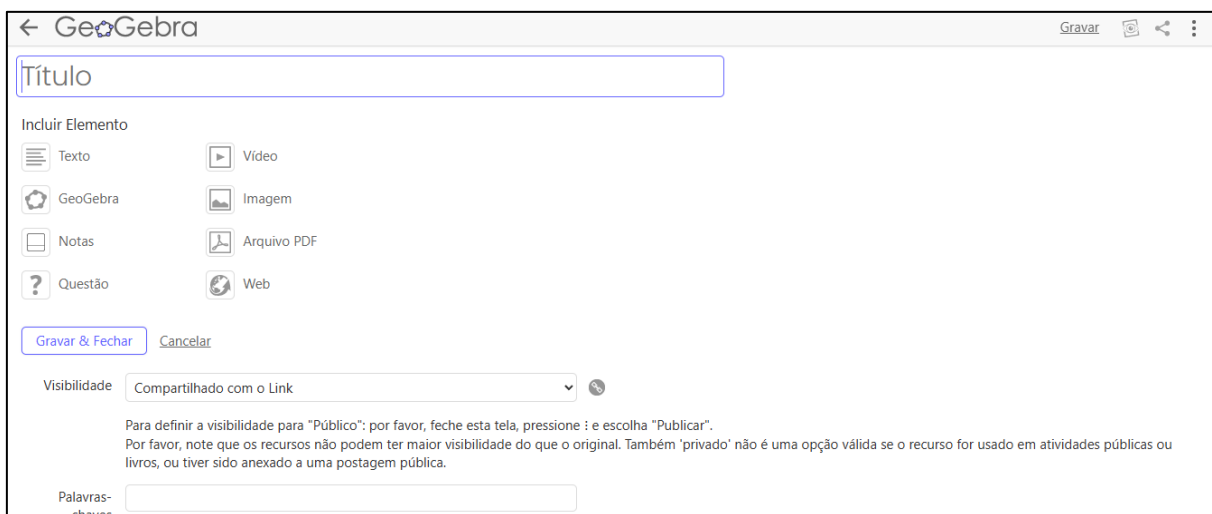 GeoGebra
Gravar
Título
Incluir Elemento
Texto
Vídeo
GeoGebra
Imagem
Notas
Arquivo PDF
Questão
Web
Gravar & Fechar
Cancelar
Visibilidade
Compartilhado com o Link
Para definir a visibilidade para "Público": por favor, feche esta tela, pressione ⋮ e escolha "Publicar".
Por favor, note que os recursos não podem ter maior visibilidade do que o original. Também 'privado' não é uma opção válida se o recurso for usado em atividades públicas ou
livros, ou tiver sido anexado a uma postagem pública.
Palavras-
chaves